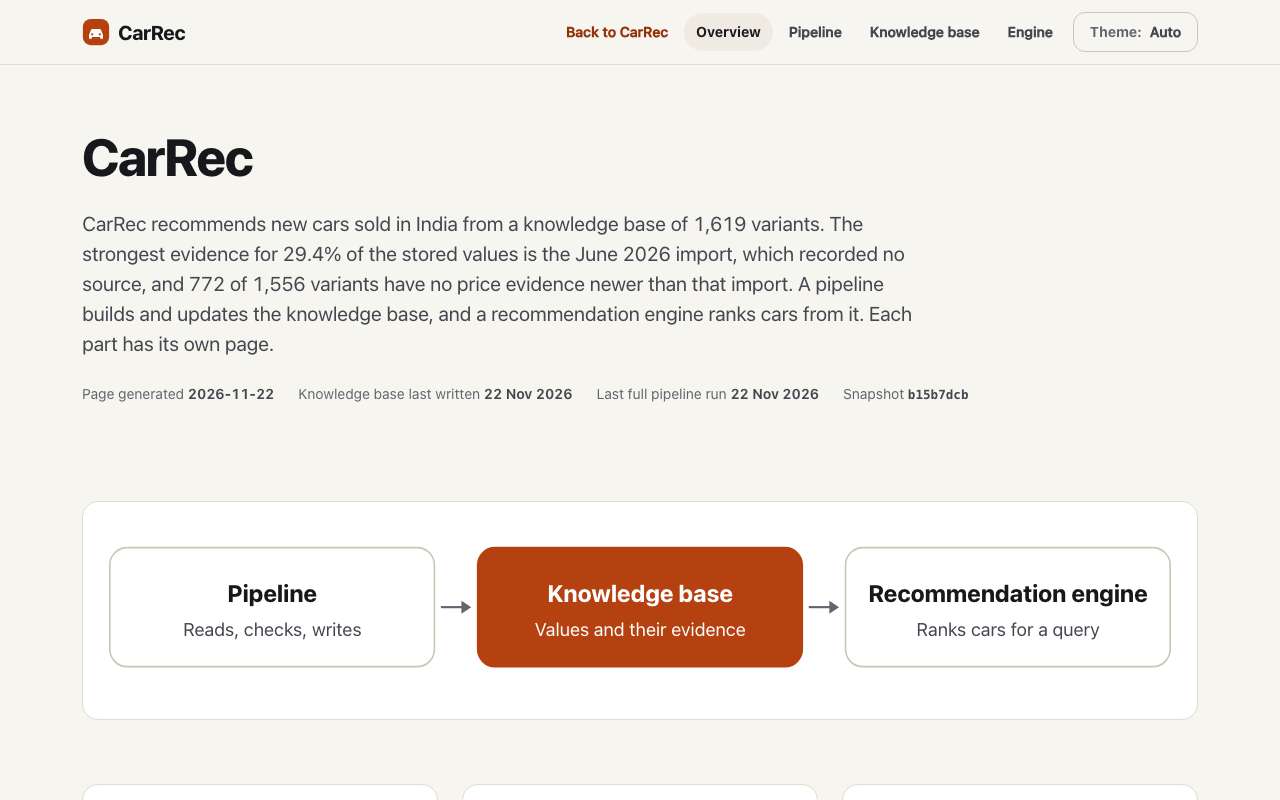 CarRec
Back to CarRec
Overview
Pipeline
Knowledge base
Engine
Theme: Auto
CarRec
CarRec recommends new cars sold in India from a knowledge base of 1,619 variants. The
strongest evidence for 29.4% of the stored values is the June 2026 import, which recorded no
source, and 772 of 1,556 variants have no price evidence newer than that import. A pipeline
builds and updates the knowledge base, and a recommendation engine ranks cars from it. Each
part has its own page.
Page generated 2026-11-22
Knowledge base last written 22 Nov 2026
Last full pipeline run 22 Nov 2026
Snapshot b15b7dcb
Pipeline
Reads, checks, writes
Knowledge base
Values and their evidence
Recommendation engine
Ranks cars for a query